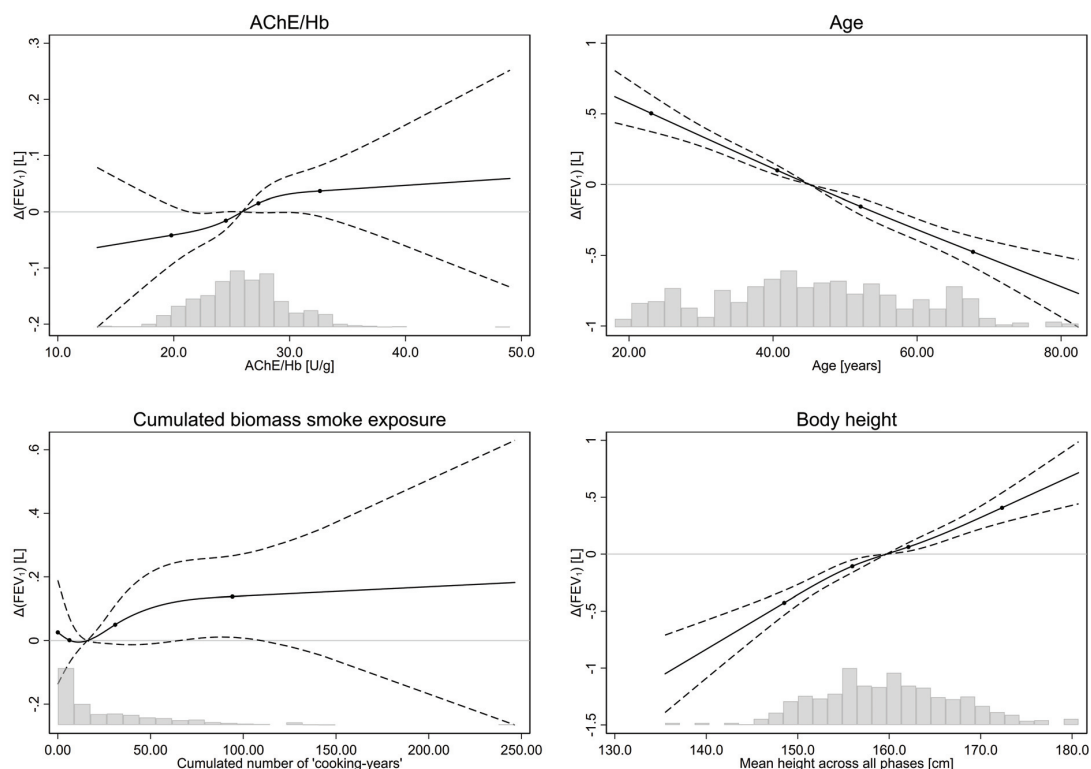 AChE/Hb
Δ(FEV₁) [L]
.3
.2
.1
0
-.1
-.2
10.0 20.0 30.0 40.0 50.0
AChE/Hb [U/g]
Age
Δ(FEV₁) [L]
1
.5
0
-.5
-1
20.00 40.00 60.00 80.00
Age [years]
Cumulated biomass smoke exposure
Δ(FEV₁) [L]
.6
.4
.2
0
-.2
0.00 50.00 100.00 150.00 200.00 250.00
Cumulated number of 'cooking-years'
Body height
Δ(FEV₁) [L]
1
.5
0
-.5
-1
-1.5
130.0 140.0 150.0 160.0 170.0 180.0
Mean height across all phases [cm]